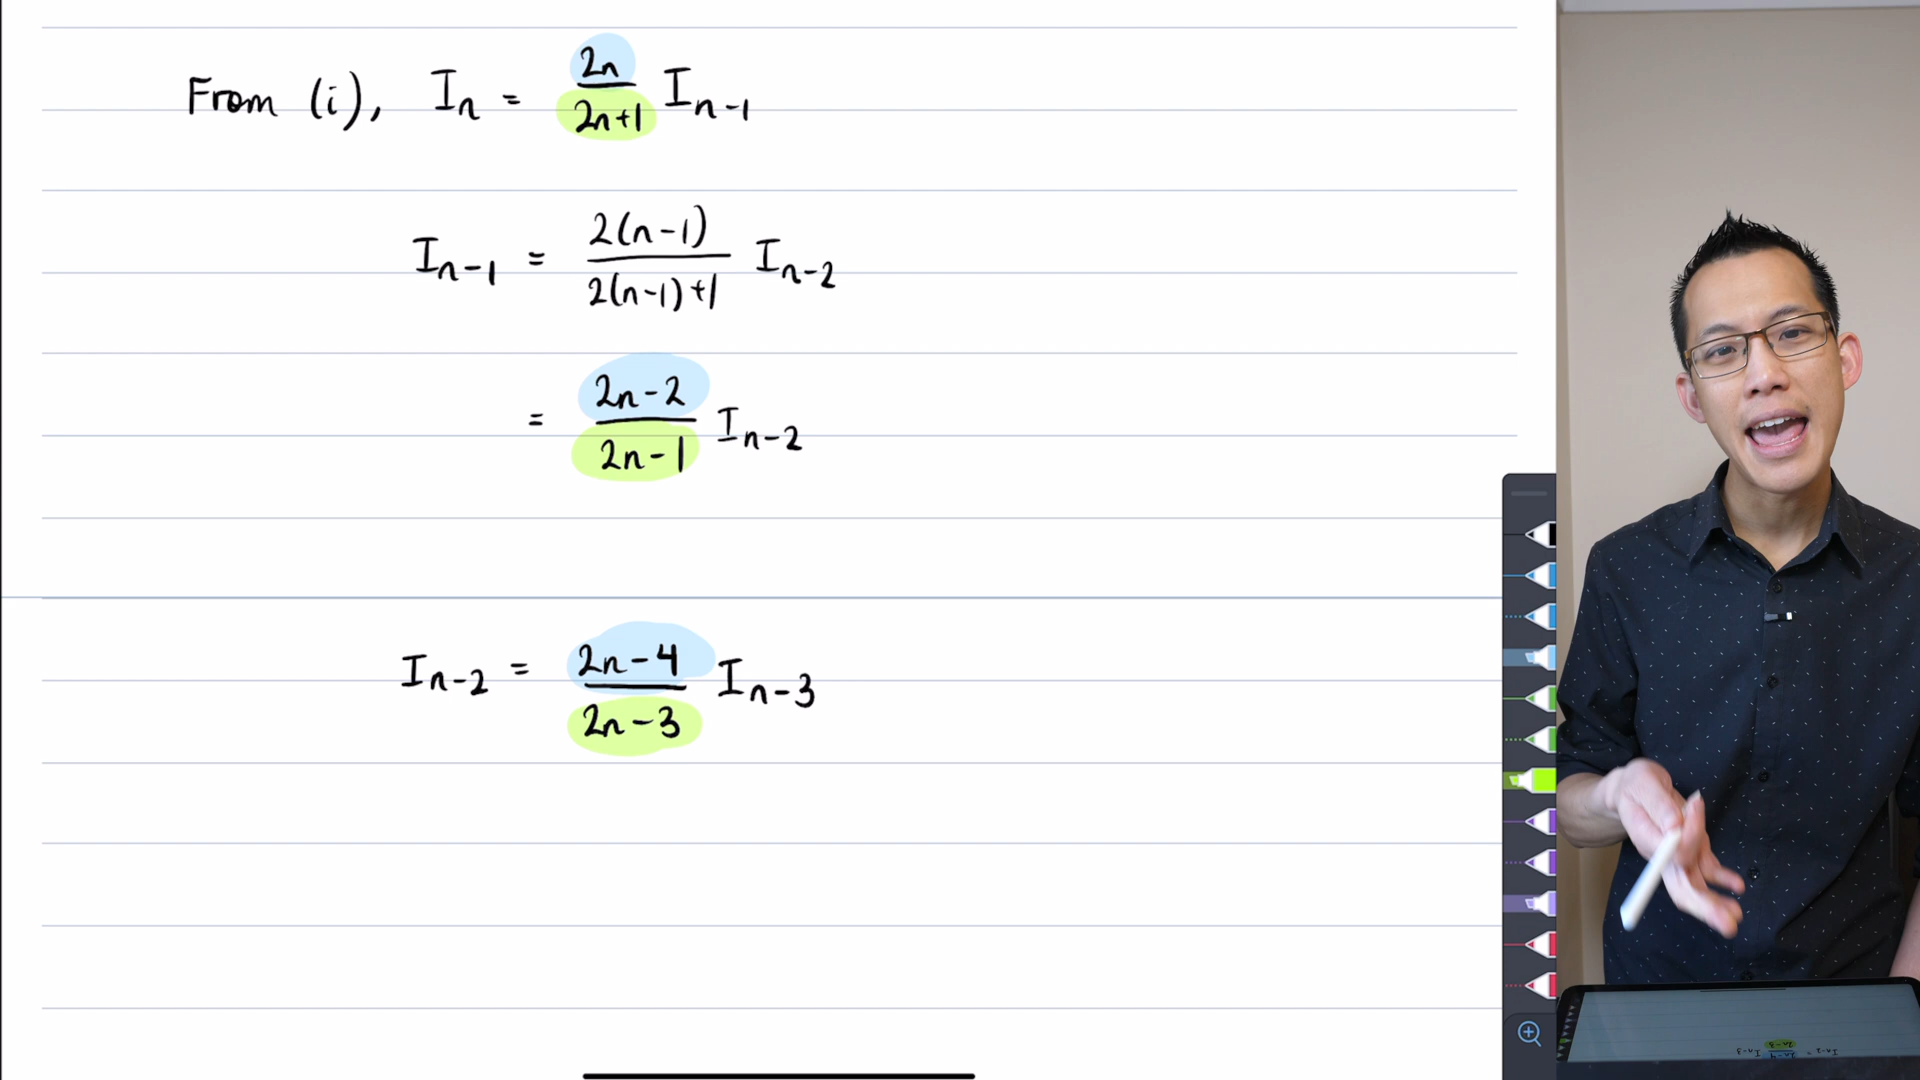 From (i), Iₙ = 2n/2n+1 Iₙ₋₁
Iₙ₋₁ = 2(n-1)/2(n-1)+1 Iₙ₋₂
= 2n-2/2n-1 Iₙ₋₂
Iₙ₋₂ = 2n-4/2n-3 Iₙ₋₃